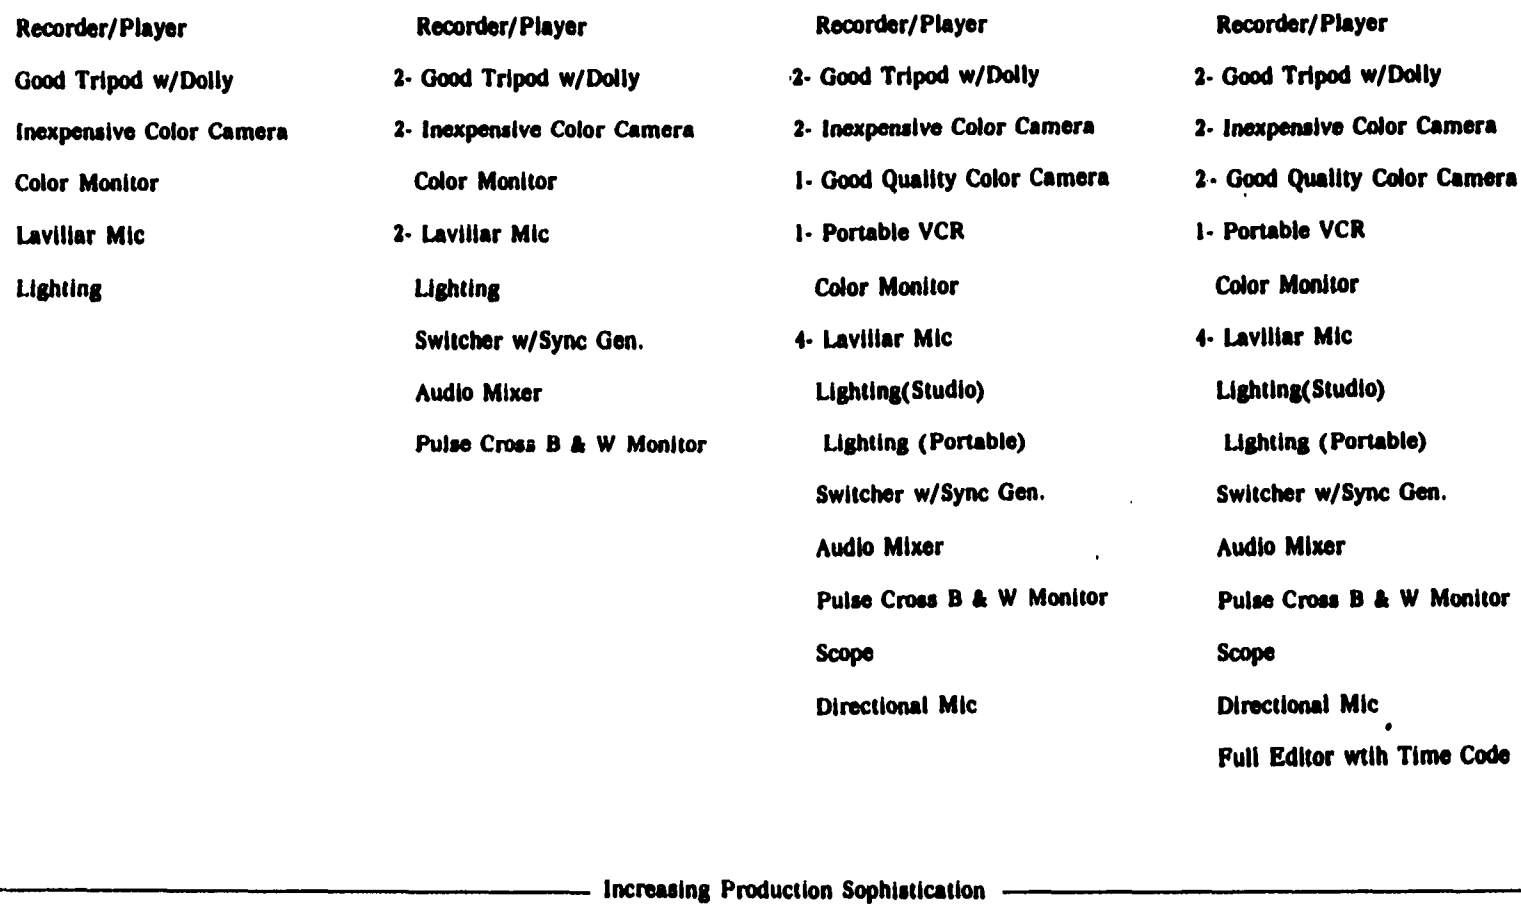 Recorder/Player
Good Tripod w/Dolly
Inexpensive Color Camera
Color Monitor
Lavillar Mic
Lighting
Recorder/Player
2- Good Tripod w/Dolly
2- Inexpensive Color Camera
Color Monitor
2- Lavillar Mic
Lighting
Switcher w/Sync Gen.
Audio Mixer
Pulse Cross B & W Monitor
Recorder/Player
2- Good Tripod w/Dolly
2- Inexpensive Color Camera
1- Good Quality Color Camera
1- Portable VCR
Color Monitor
4- Lavillar Mic
Lighting(Studio)
Lighting (Portable)
Switcher w/Sync Gen.
Audio Mixer
Pulse Cross B & W Monitor
Scope
Directional Mic
Recorder/Player
2- Good Tripod w/Dolly
2- Inexpensive Color Camera
2- Good Quality Color Camera
1- Portable VCR
Color Monitor
4- Lavillar Mic
Lighting(Studio)
Lighting (Portable)
Switcher w/Sync Gen.
Audio Mixer
Pulse Cross B & W Monitor
Scope
Directional Mic
Full Editor wtih Time Code
Increasing Production Sophistication